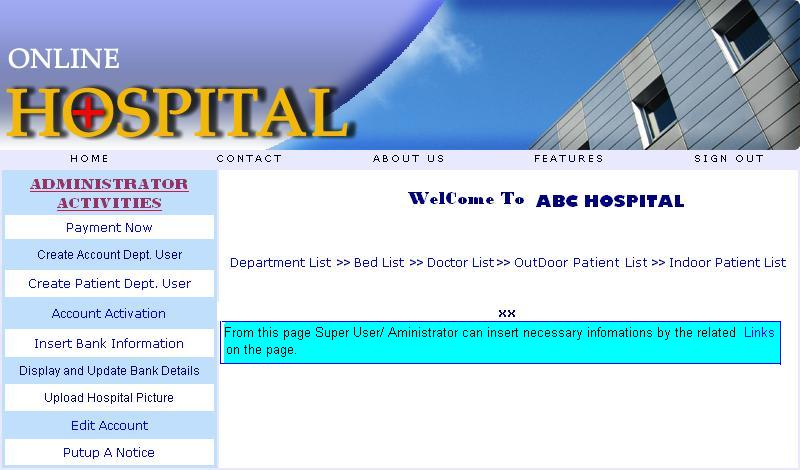 ONLINE
HOSPITAL
HOME CONTACT ABOUT US FEATURES SIGN OUT
ADMINISTRATOR
ACTIVITIES
Payment Now
Create Account Dept. User
Create Patient Dept. User
Account Activation
Insert Bank Information
Display and Update Bank Details
Upload Hospital Picture
Edit Account
Putup A Notice
WelCome To ABC HOSPITAL
Department List >> Bed List >> Doctor List >> OutDoor Patient List >> Indoor Patient List
xx
From this page Super User/ Aministrator can insert necessary infomations by the related Links
on the page.